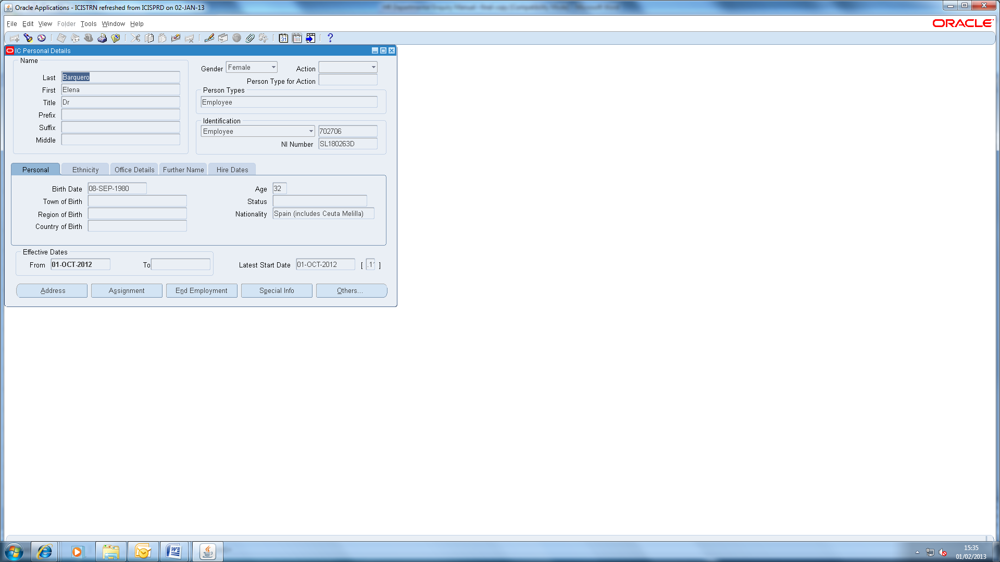 Oracle Applications - ICISTRN refreshed from ICISPRD on 02-JAN-13
File Edit View Folder Tools Window Help
ORACLE
IC Personal Details
Name
Last Barquero
First Elena
Title Dr
Prefix
Suffix
Middle
Gender Female Action
Person Type for Action
Person Types
Employee
Identification
Employee 702706
NI Number SL180263D
Personal Ethnicity Office Details Further Name Hire Dates
Birth Date 08-SEP-1980 Age 32
Town of Birth Status
Region of Birth Nationality Spain (includes Ceuta Melilla)
Country of Birth
Effective Dates
From 01-OCT-2012 To Latest Start Date 01-OCT-2012 [ .11 ]
Address Assignment End Employment Special Info Others...
15:35
01/02/2013